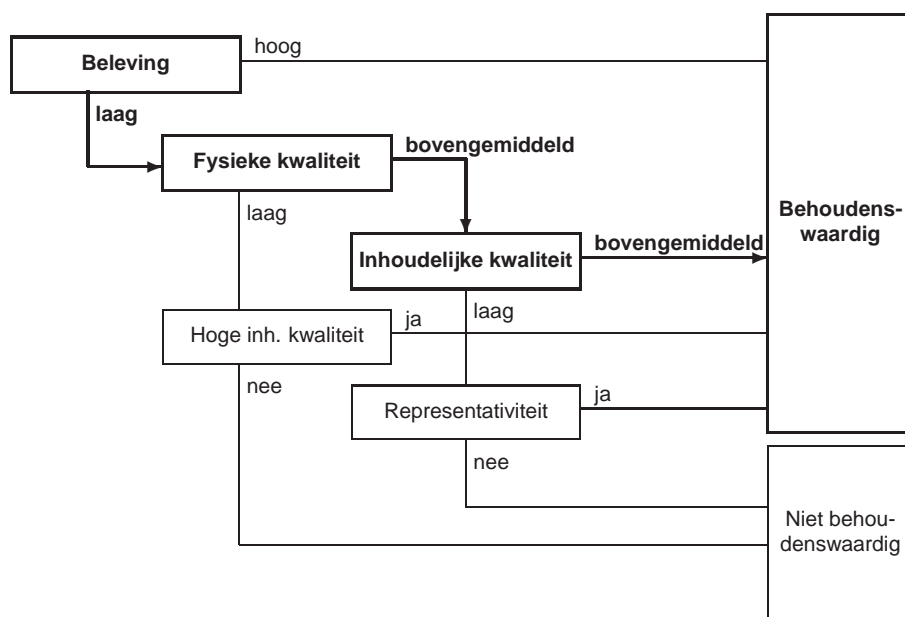 hoog
Beleving
laag
bovengemiddeld
Fysieke kwaliteit
laag
Behoudens-
waardig
bovengemiddeld
Inhoudelijke kwaliteit
laag
ja
Hoge inh. kwaliteit
nee
ja
Representativiteit
nee
Niet behou-
denswaardig